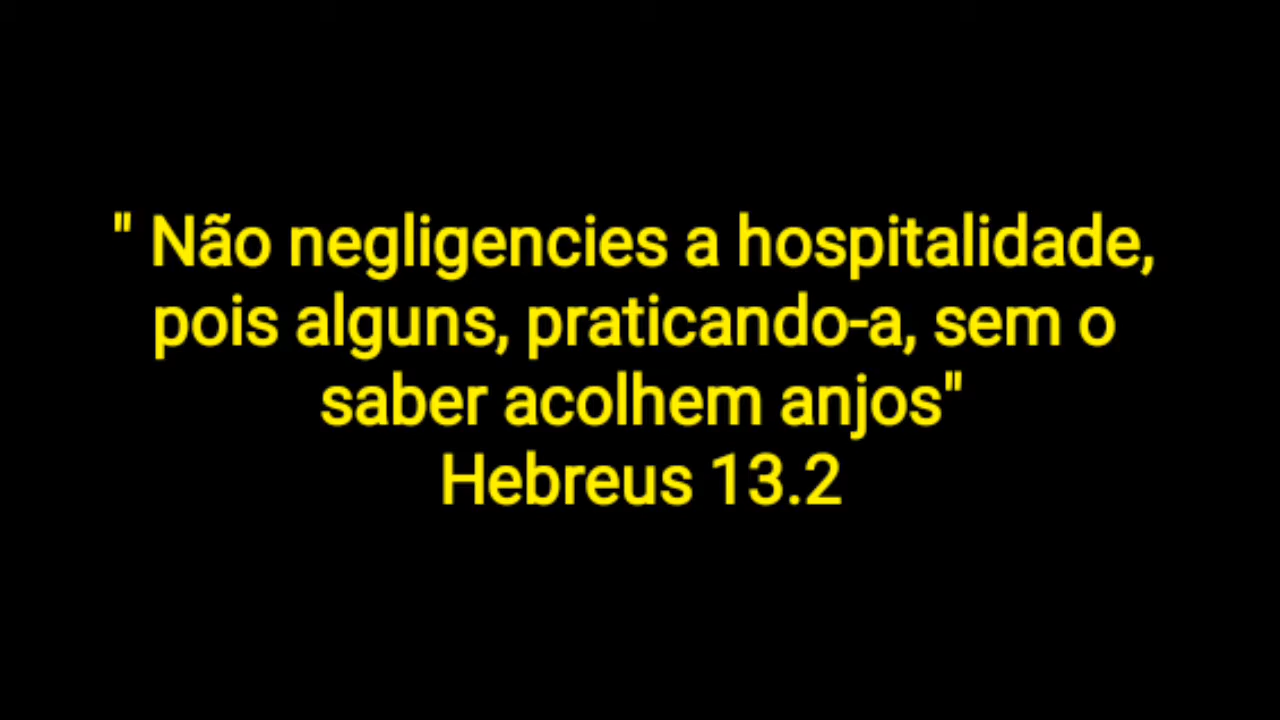 " Não negligencies a hospitalidade,
pois alguns, praticando-a, sem o
saber acolhem anjos"
Hebreus 13.2